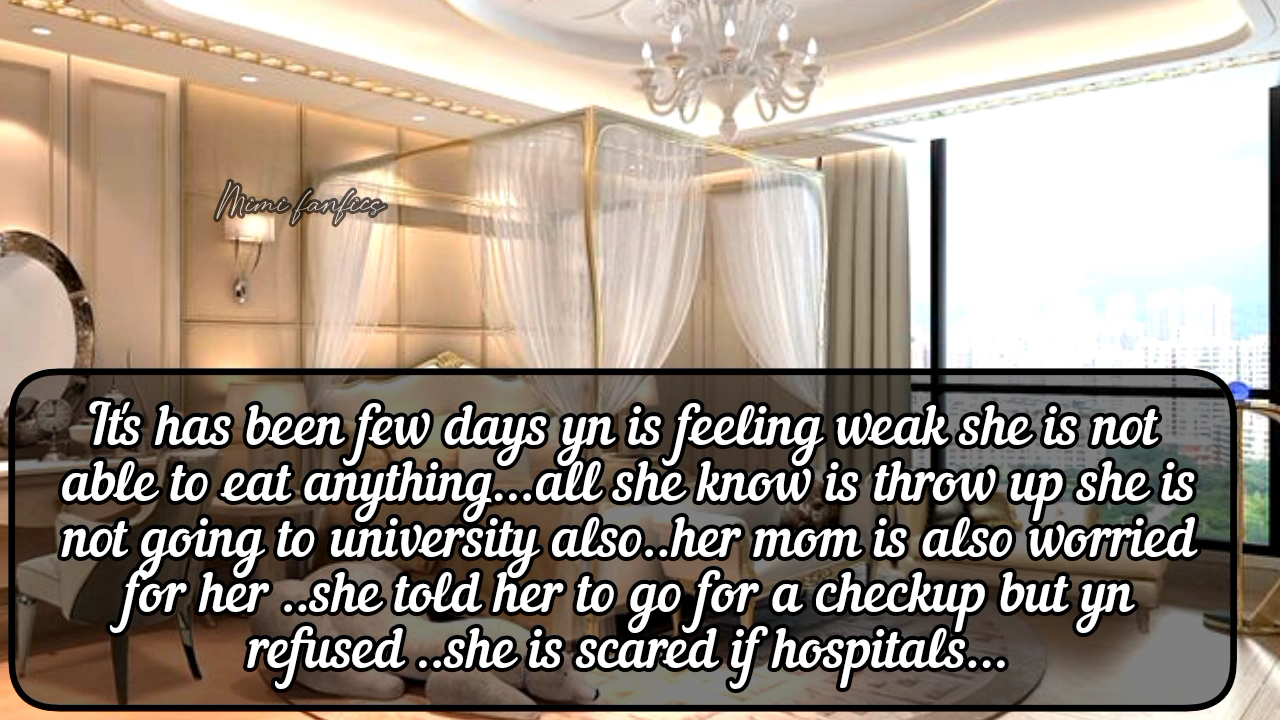 Mimi fanfics
It's has been few days yn is feeling weak she is not
able to eat anything...all she know is throw up she is
not going to university also..her mom is also worried
for her ..she told her to go for a checkup but yn
refused ..she is scared if hospitals...